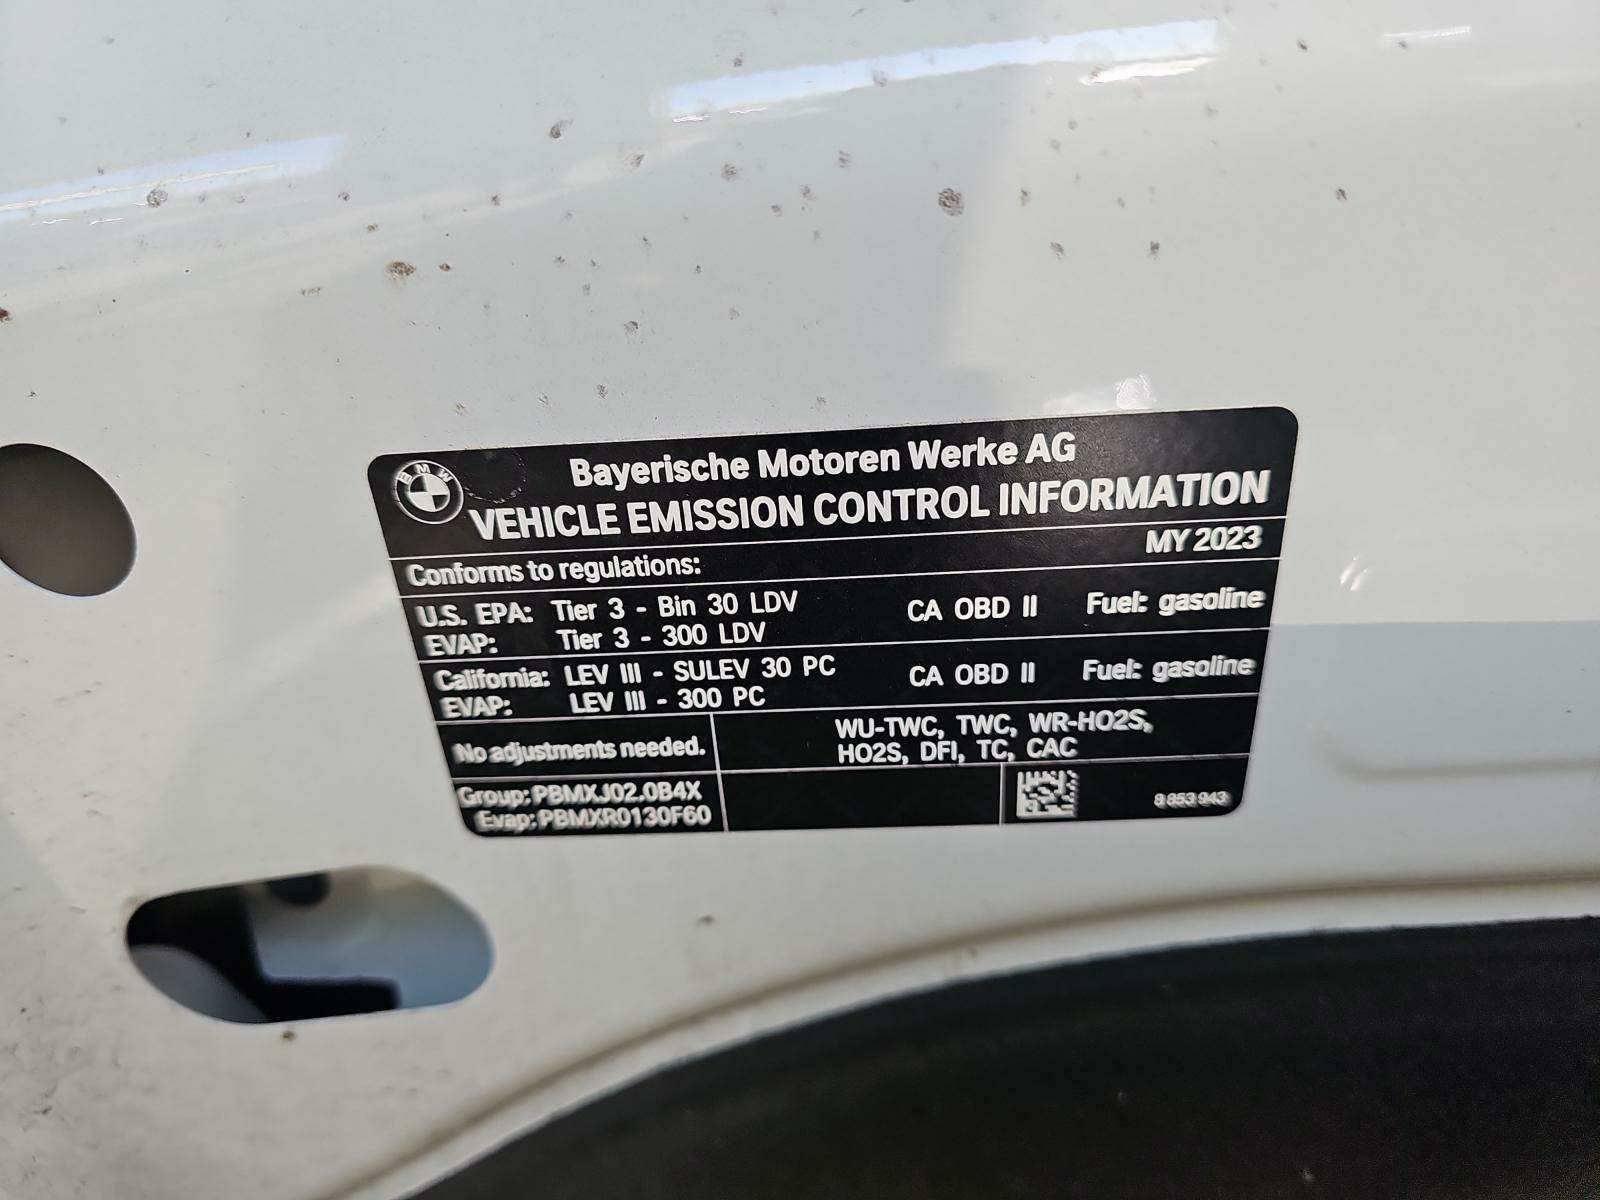 BMW
Bayerische Motoren Werke AG
VEHICLE EMISSION CONTROL INFORMATION
MY 2023
Conforms to regulations:
U.S. EPA: Tier 3 - Bin 30 LDV CA OBD II Fuel: gasoline
EVAP: Tier 3 - 300 LDV
California: LEV III - SULEV 30 PC CA OBD II Fuel: gasoline
EVAP: LEV III - 300 PC
No adjustments needed.
WU-TWC, TWC, WR-HO2S,
HO2S, DFI, TC, CAC
Group: PBMXJ02.0B4X
Evap: PBMXR0130F60
8 853 943